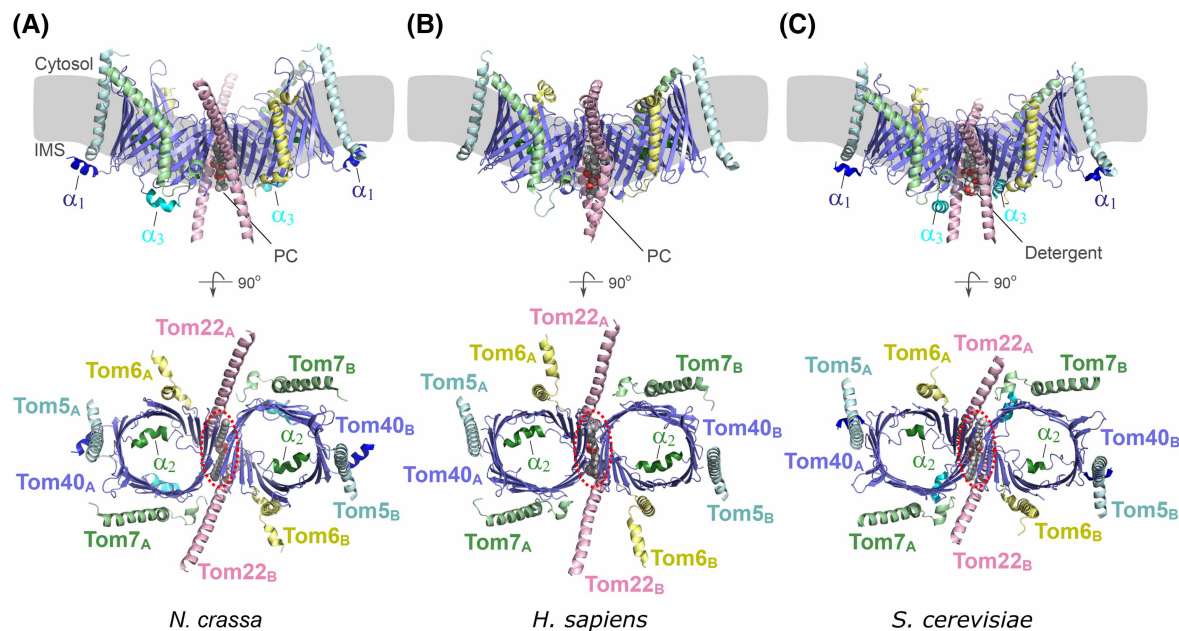 (A)
Cytosol
IMS
α1
α3
α3
α1
PC
90°
Tom22A
Tom6A
Tom7B
Tom5A
Tom40B
α2
α2
Tom40A
Tom5B
Tom7A
Tom6B
Tom22B
N. crassa
(B)
PC
90°
Tom22A
Tom6A
Tom7B
Tom5A
Tom40B
α2
α2
Tom40A
Tom5B
Tom7A
Tom6B
Tom22B
H. sapiens
(C)
α1
α3
α3
α1
Detergent
90°
Tom22A
Tom6A
Tom7B
Tom5A
Tom40B
α2
α2
Tom40A
Tom5B
Tom7A
Tom6B
Tom22B
S. cerevisiae